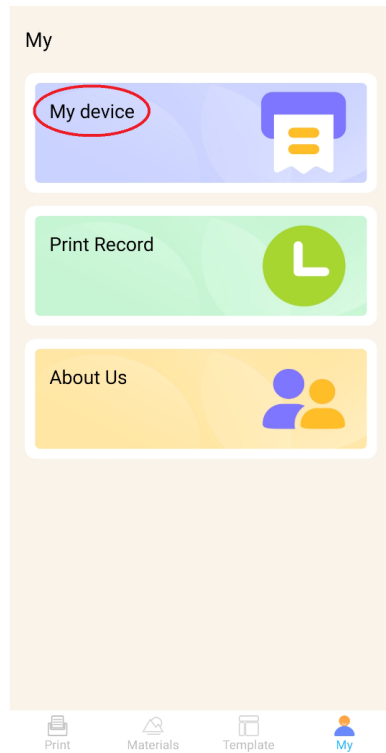 My
My device
Print Record
About Us
Print Materials Template My